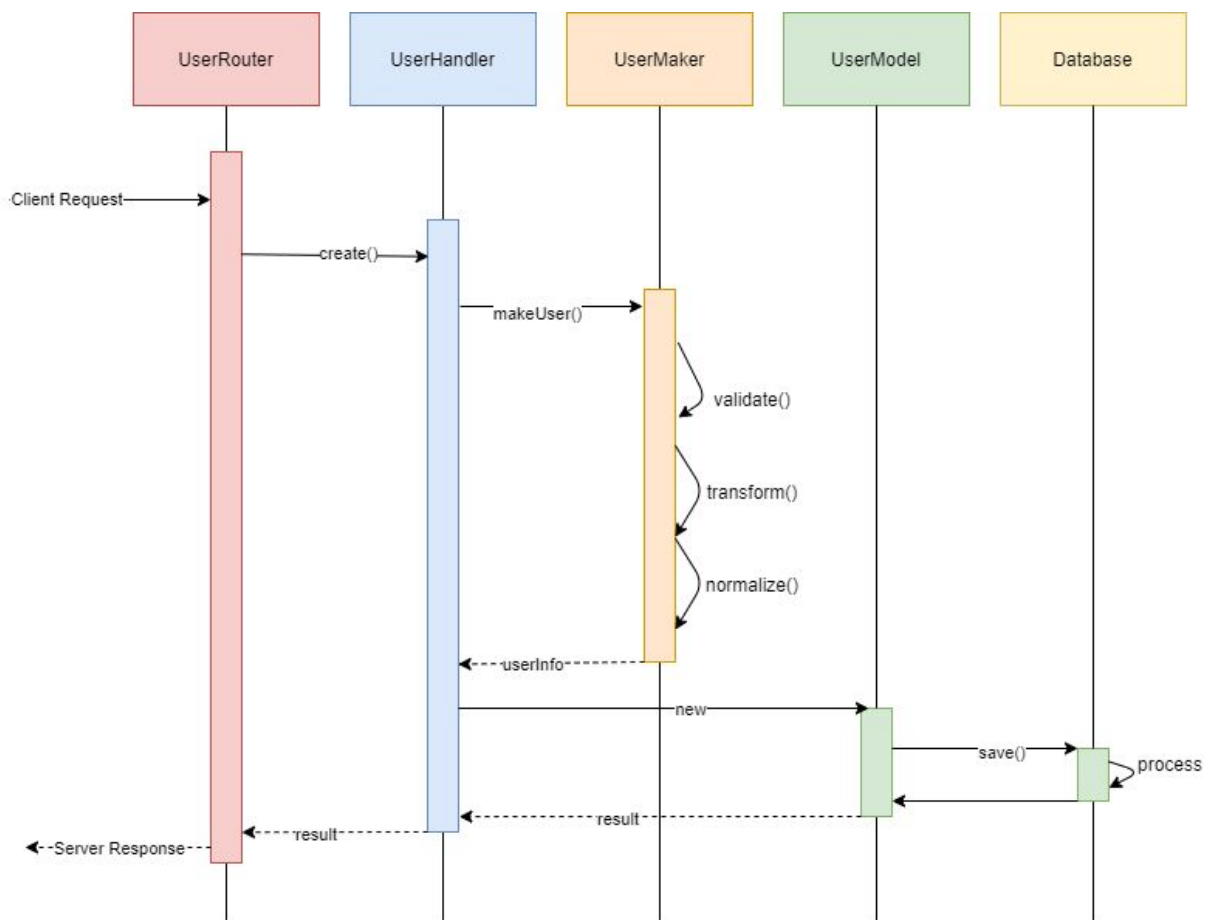 UserRouter
UserHandler
UserMaker
UserModel
Database
Client Request
create()
makeUser()
validate()
transform()
normalize()
userInfo
new
save()
process
result
result
Server Response